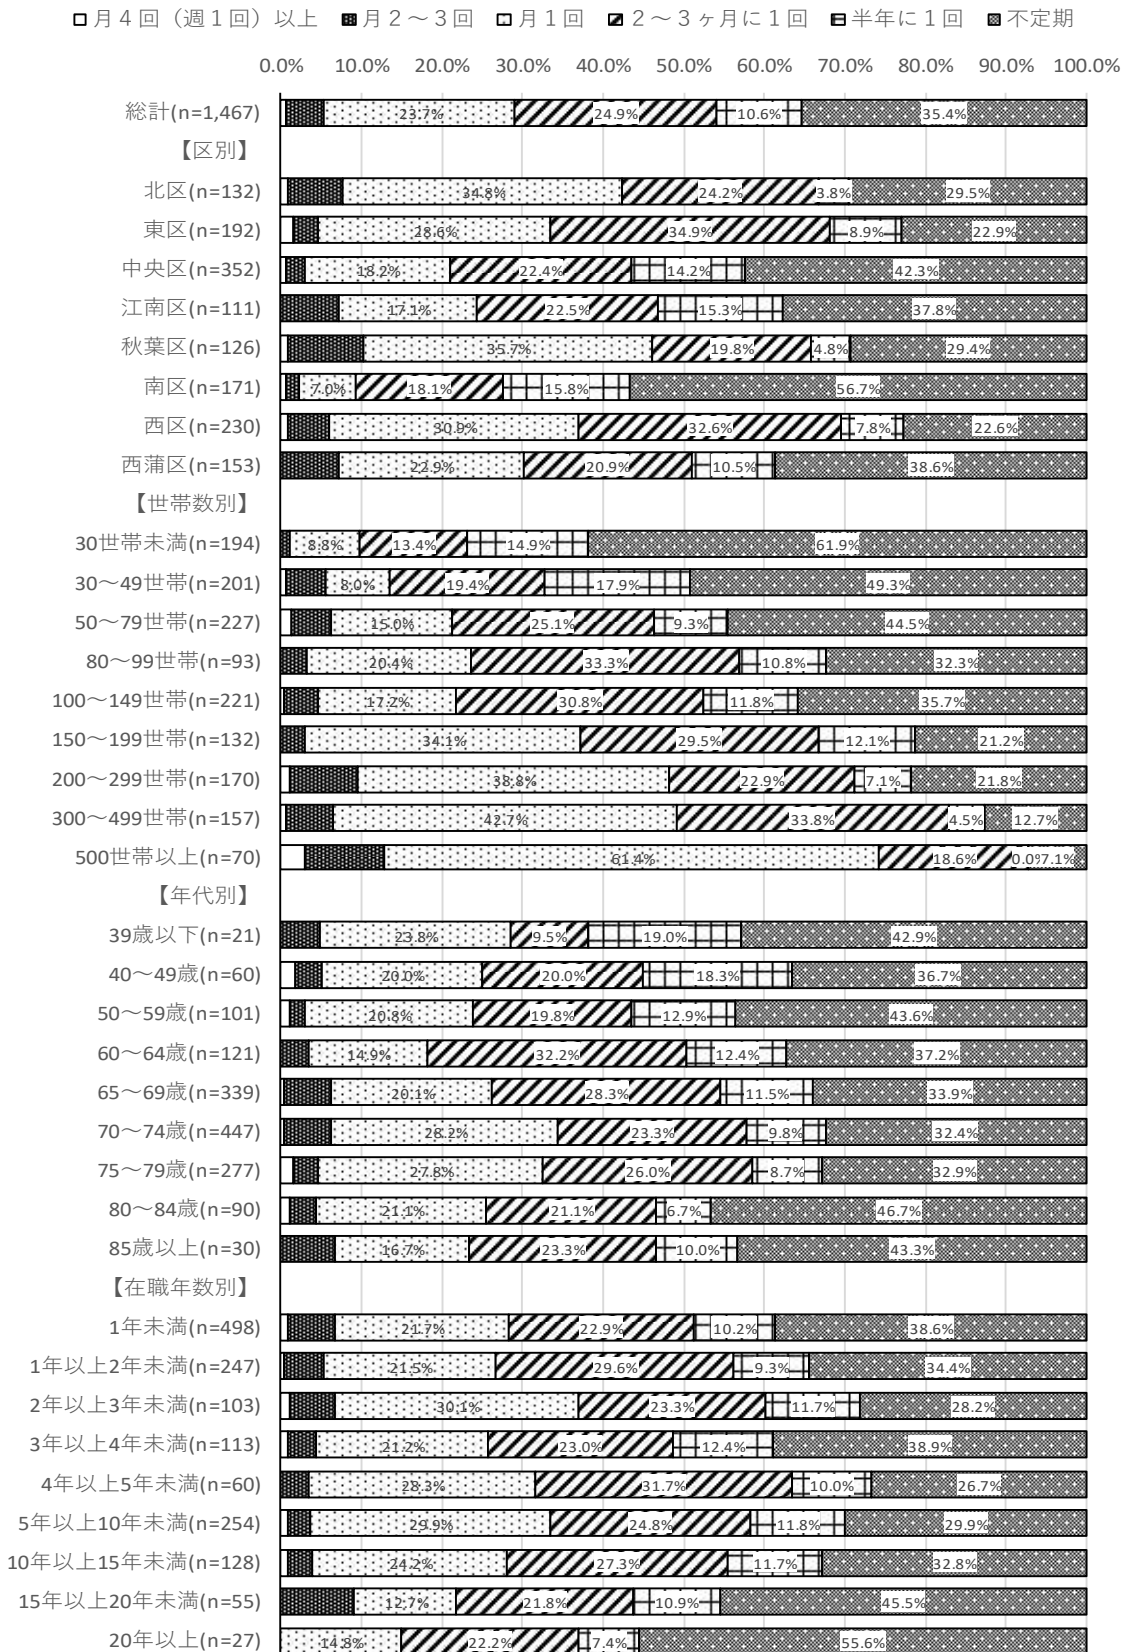 月4回（週1回）以上 月2～3回 月1回 2～3ヶ月に1回 半年に1回 不定期
0.0% 10.0% 20.0% 30.0% 40.0% 50.0% 60.0% 70.0% 80.0% 90.0% 100.0%
総計(n=1,467) 23.7% 24.9% 10.6% 35.4%
【区別】
北区(n=132) 34.8% 24.2% 3.8% 29.5%
東区(n=192) 28.6% 34.9% 8.9% 22.9%
中央区(n=352) 18.2% 22.4% 14.2% 42.3%
江南区(n=111) 17.1% 22.5% 15.3% 37.8%
秋葉区(n=126) 35.7% 19.8% 4.8% 29.4%
南区(n=171) 7.0% 18.1% 15.8% 56.7%
西区(n=230) 30.9% 32.6% 7.8% 22.6%
西蒲区(n=153) 22.9% 20.9% 10.5% 38.6%
【世帯数別】
30世帯未満(n=194) 8.8% 13.4% 14.9% 61.9%
30～49世帯(n=201) 8.0% 19.4% 17.9% 49.3%
50～79世帯(n=227) 15.0% 25.1% 9.3% 44.5%
80～99世帯(n=93) 20.4% 33.3% 10.8% 32.3%
100～149世帯(n=221) 17.2% 30.8% 11.8% 35.7%
150～199世帯(n=132) 34.1% 29.5% 12.1% 21.2%
200～299世帯(n=170) 38.8% 22.9% 7.1% 21.8%
300～499世帯(n=157) 42.7% 33.8% 4.5% 12.7%
500世帯以上(n=70) 61.4% 18.6% 0.0% 7.1%
【年代別】
39歳以下(n=21) 23.8% 9.5% 19.0% 42.9%
40～49歳(n=60) 20.0% 20.0% 18.3% 36.7%
50～59歳(n=101) 20.8% 19.8% 12.9% 43.6%
60～64歳(n=121) 14.9% 32.2% 12.4% 37.2%
65～69歳(n=339) 20.1% 28.3% 11.5% 33.9%
70～74歳(n=447) 28.2% 23.3% 9.8% 32.4%
75～79歳(n=277) 27.8% 26.0% 8.7% 32.9%
80～84歳(n=90) 21.1% 21.1% 6.7% 46.7%
85歳以上(n=30) 16.7% 23.3% 10.0% 43.3%
【在職年数別】
1年未満(n=498) 21.7% 22.9% 10.2% 38.6%
1年以上2年未満(n=247) 21.5% 29.6% 9.3% 34.4%
2年以上3年未満(n=103) 30.1% 23.3% 11.7% 28.2%
3年以上4年未満(n=113) 21.2% 23.0% 12.4% 38.9%
4年以上5年未満(n=60) 28.3% 31.7% 10.0% 26.7%
5年以上10年未満(n=254) 29.9% 24.8% 11.8% 29.9%
10年以上15年未満(n=128) 24.2% 27.3% 11.7% 32.8%
15年以上20年未満(n=55) 12.7% 21.8% 10.9% 45.5%
20年以上(n=27) 14.8% 22.2% 7.4% 55.6%